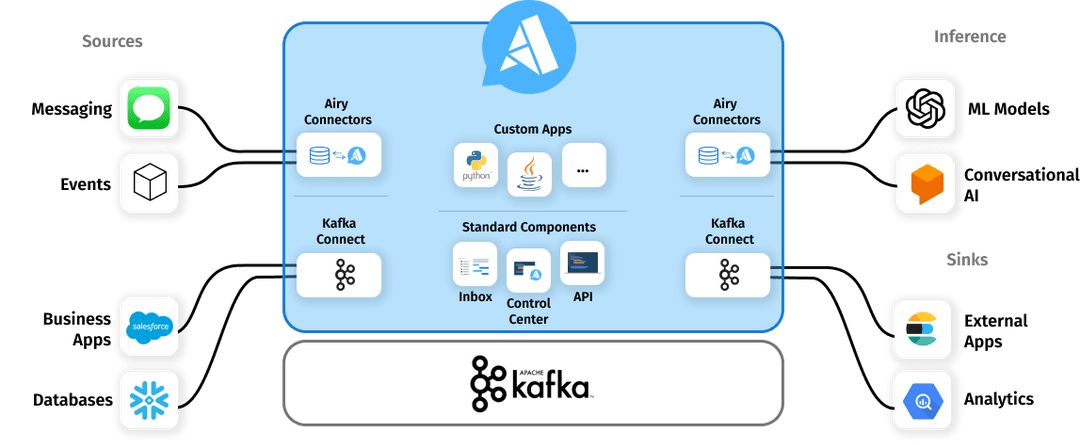 Sources
Messaging
Events
Business
Apps
salesforce
Databases
Airy
Connectors
Kafka
Connect
Custom Apps
python
Java
...
Standard Components
Inbox
Control
Center
API
Airy
Connectors
Kafka
Connect
APACHE
kafka
Inference
ML Models
Conversational
AI
Sinks
External
Apps
Analytics